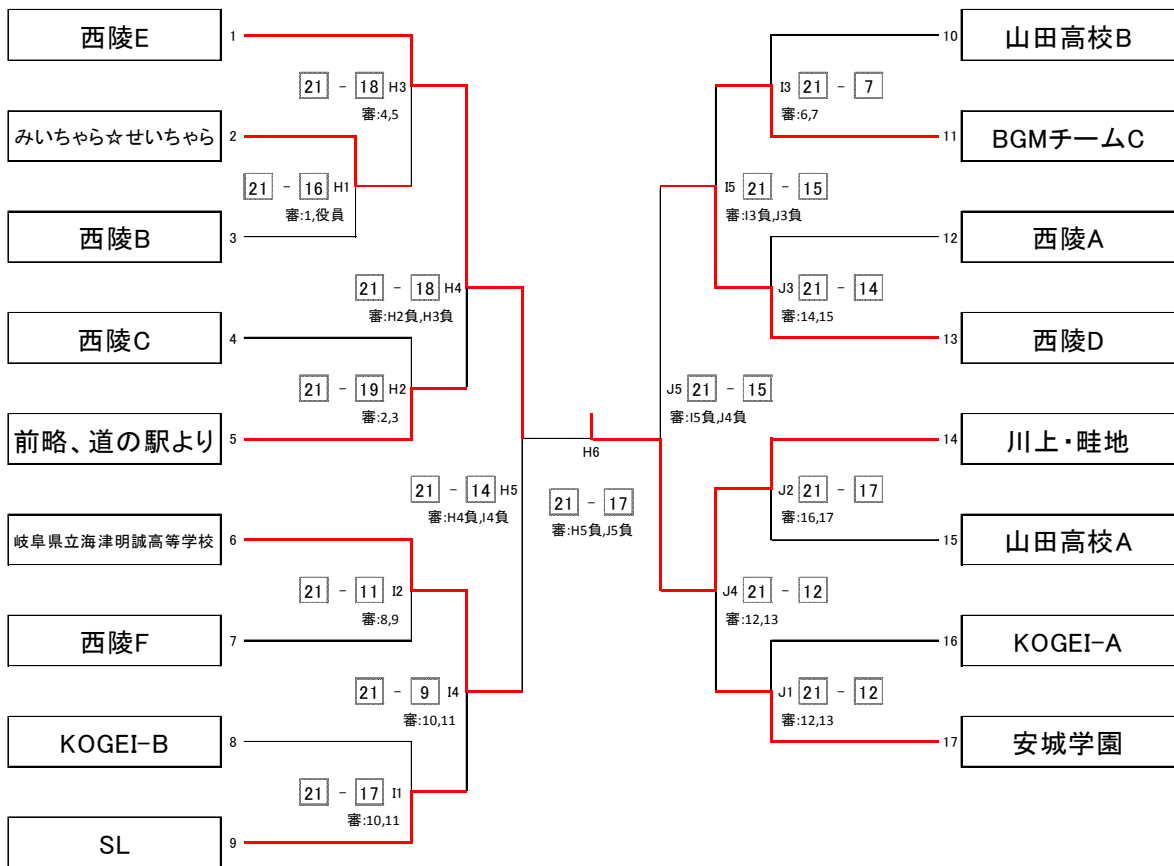 西陵E 1
21 - 18 H3
審:4,5
みいちゃら☆せいちゃら 2
21 - 16 H1
審:1,役員
西陵B 3
21 - 18 H4
審:H2負,H3負
西陵C 4
21 - 19 H2
審:2,3
前略、道の駅より 5
21 - 14 H5
審:H4負,I4負
岐阜県立海津明誠高等学校 6
21 - 11 I2
審:8,9
西陵F 7
21 - 9 I4
審:10,11
KOGEI-B 8
21 - 17 I1
審:10,11
SL 9
H6
21 - 17
審:H5負,J5負
10 山田高校B
I3 21 - 7
審:6,7
11 BGMチームC
I5 21 - 15
審:I3負,J3負
12 西陵A
J3 21 - 14
審:14,15
13 西陵D
J5 21 - 15
審:I5負,J4負
14 川上・畦地
J2 21 - 17
審:16,17
15 山田高校A
J4 21 - 12
審:12,13
16 KOGEI-A
J1 21 - 12
審:12,13
17 安城学園